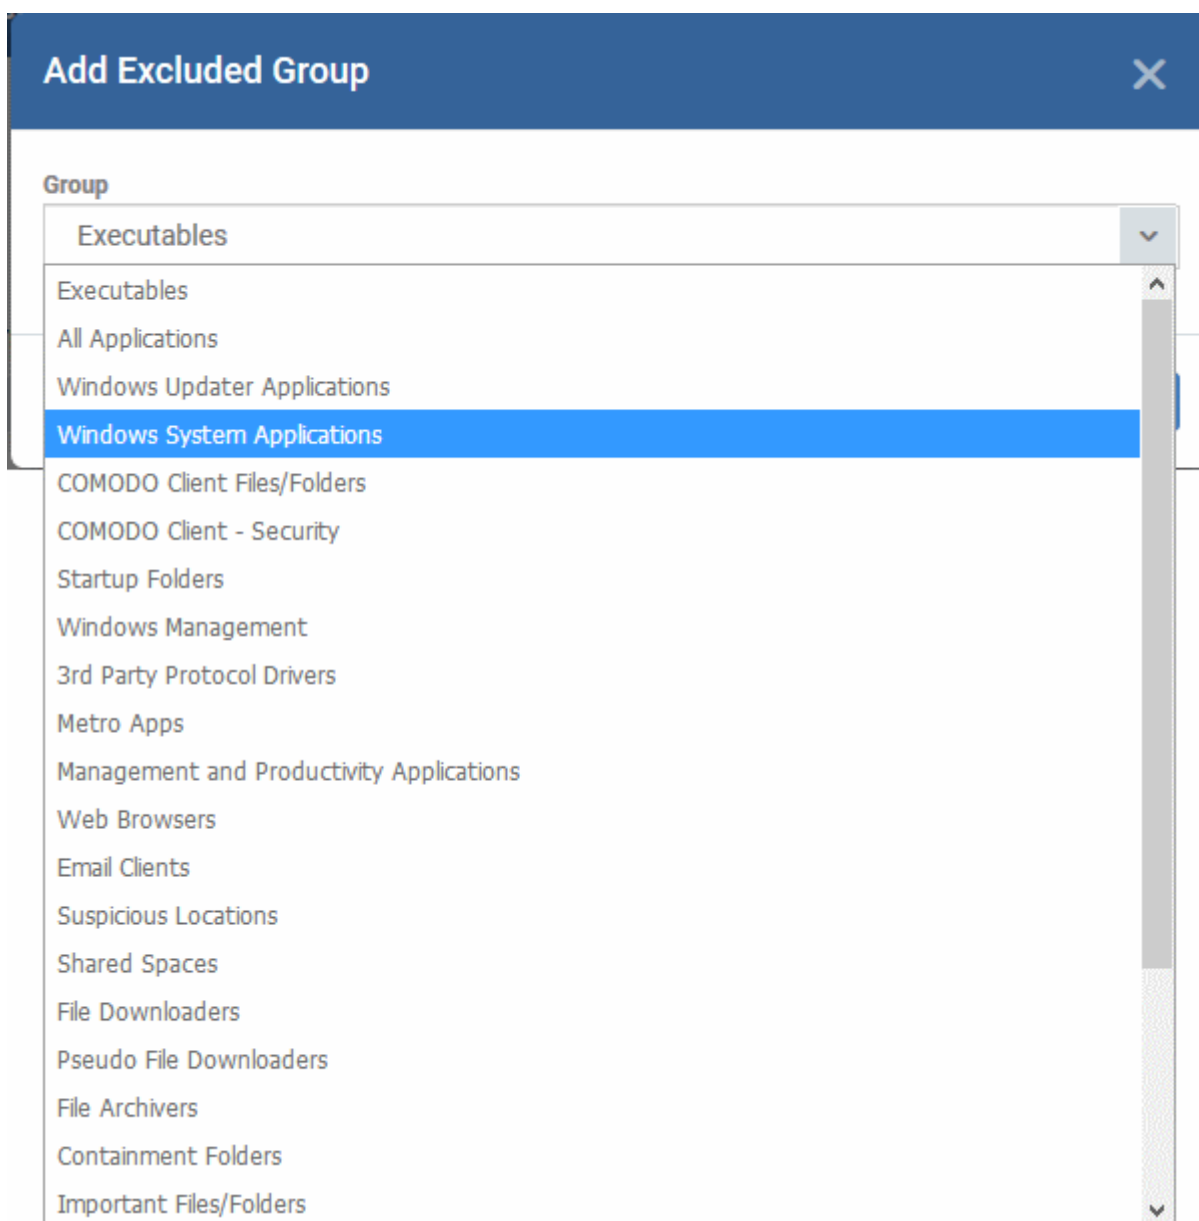 Add Excluded Group
Group
Executables
Executables
All Applications
Windows Updater Applications
Windows System Applications
COMODO Client Files/Folders
COMODO Client - Security
Startup Folders
Windows Management
3rd Party Protocol Drivers
Metro Apps
Management and Productivity Applications
Web Browsers
Email Clients
Suspicious Locations
Shared Spaces
File Downloaders
Pseudo File Downloaders
File Archivers
Containment Folders
Important Files/Folders